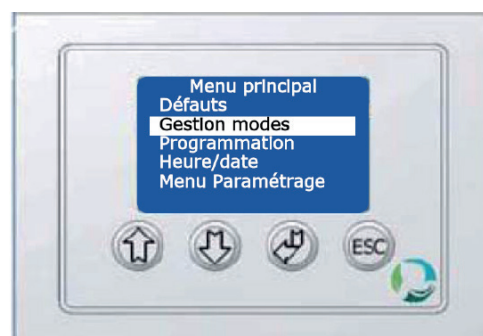 Menu principal
Défauts
Gestion modes
Programmation
Heure/date
Menu Paramétrage
ESC